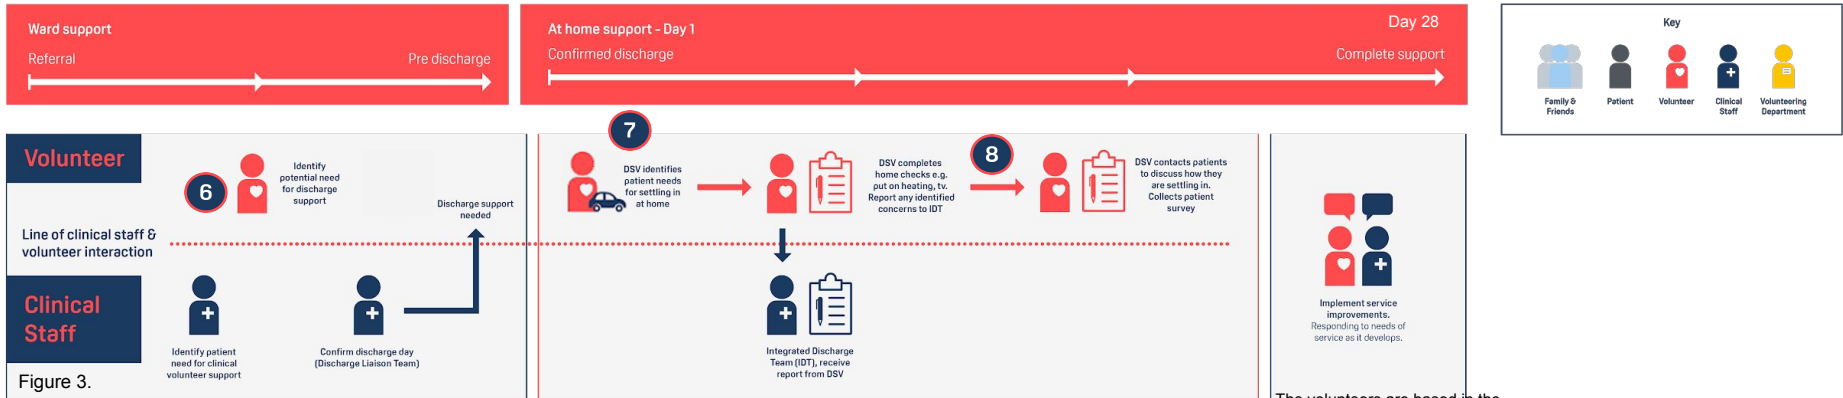 Ward support
Referral
Pre discharge
At home support - Day 1
Day 28
Confirmed discharge
Complete support
Key
Family &
Friends
Patient
Volunteer
Clinical
Staff
Volunteering
Department
Volunteer
6
Identify
potential need
for discharge
support
Discharge support
needed
7
DSV identifies
patient needs
for settling in
at home
DSV completes
home checks e.g.
put on heating, tv.
Report any identified
concerns to IDT
8
DSV contacts patients
to discuss how they
are settling in.
Collects patient
survey
Line of clinical staff &
volunteer interaction
Clinical
Staff
Identify patient
need for clinical
volunteer support
Confirm discharge day
(Discharge Liaison Team)
Integrated Discharge
Team (IDT), receive
report from DSV
Implement service
improvements.
Responding to needs of
service as it develops.
Figure 3.
The volunteers are based in the